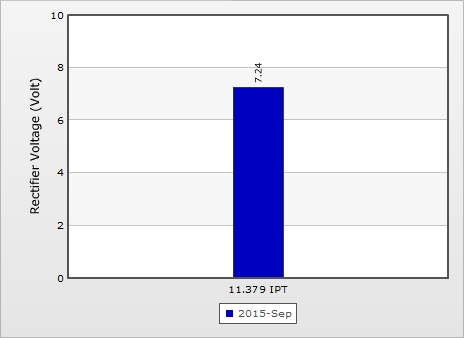 10
8
6
4
2
0
Rectifier Voltage (Volt)
7.24
11.379 IPT
2015-Sep